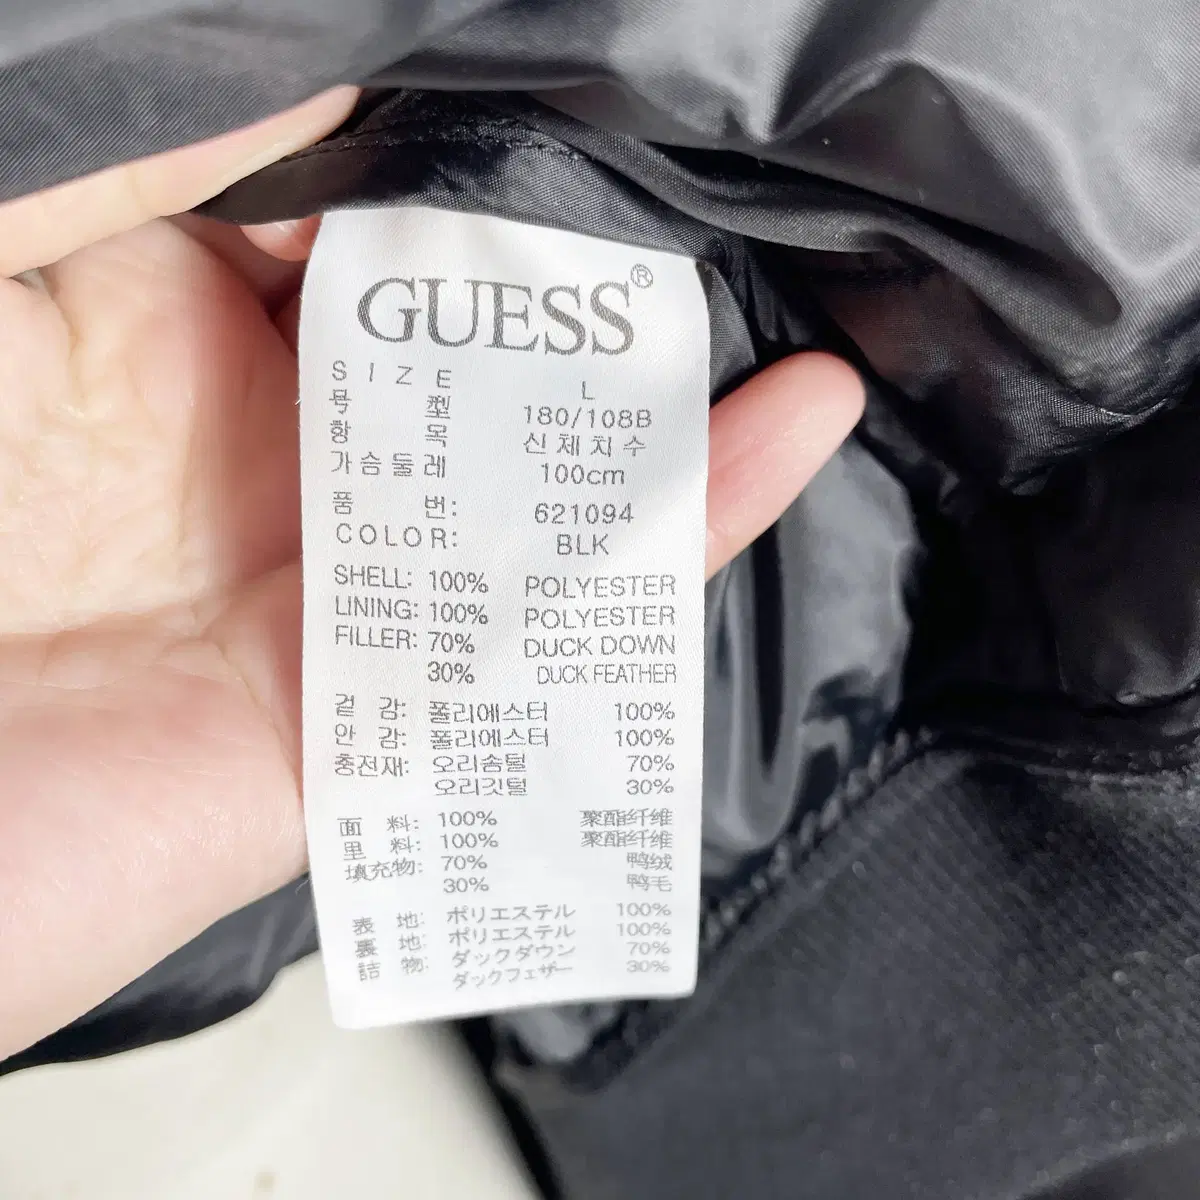 GUESS®
SIZE L
号型 180/108B
항목 신체치수
가슴둘레 100cm
품번: 621094
COLOR: BLK
SHELL: 100% POLYESTER
LINING: 100% POLYESTER
FILLER: 70% DUCK DOWN
30% DUCK FEATHER
겉감: 폴리에스터 100%
안감: 폴리에스터 100%
충전재: 오리솜털 70%
오리깃털 30%
面料: 100% 聚酯纤维
里料: 100% 聚酯纤维
填充物: 70% 鸭绒
30% 鸭毛
表地: ポリエステル 100%
裏地: ポリエステル 100%
詰物: ダックダウン 70%
ダックフェザー 30%